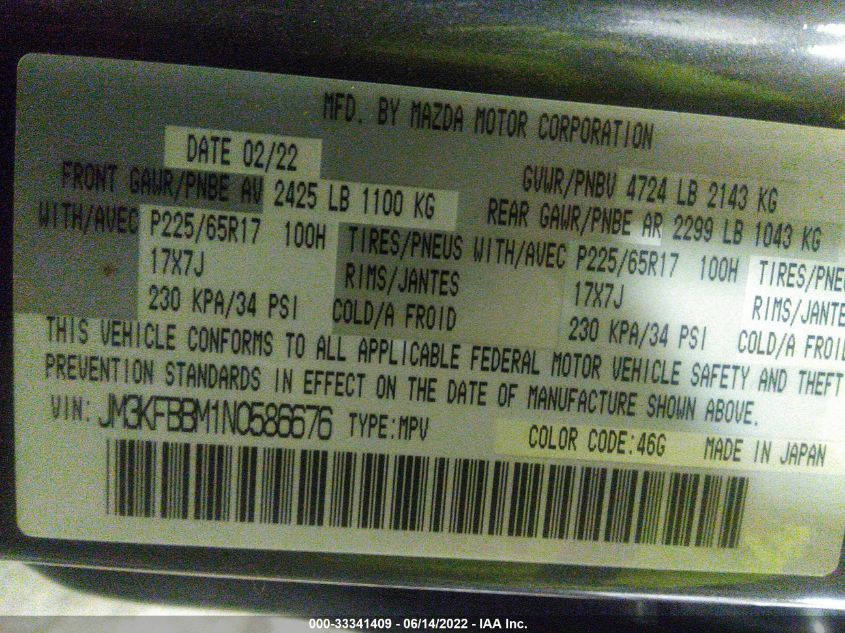 MFD. BY MAZDA MOTOR CORPORATION
DATE 02/22 GVWR/PNBV 4724 LB 2143 KG
FRONT GAWR/PNBE AV 2425 LB 1100 KG REAR GAWR/PNBE AR 2299 LB 1043 KG
WITH/AVEC P225/65R17 100H TIRES/PNEUS WITH/AVEC P225/65R17 100H TIRES/PNEU
17X7J RIMS/JANTES 17X7J RIMS/JANTES
230 KPA/34 PSI COLD/A FROID 230 KPA/34 PSI COLD/A FROID
THIS VEHICLE CONFORMS TO ALL APPLICABLE FEDERAL MOTOR VEHICLE SAFETY AND THEFT
PREVENTION STANDARDS IN EFFECT ON THE DATE OF MANUFACTURE SHOWN ABOVE.
VIN: JM3KFBBM1N0586676 TYPE:MPV COLOR CODE:46G MADE IN JAPAN
000-33341409 - 06/14/2022 - IAA Inc.